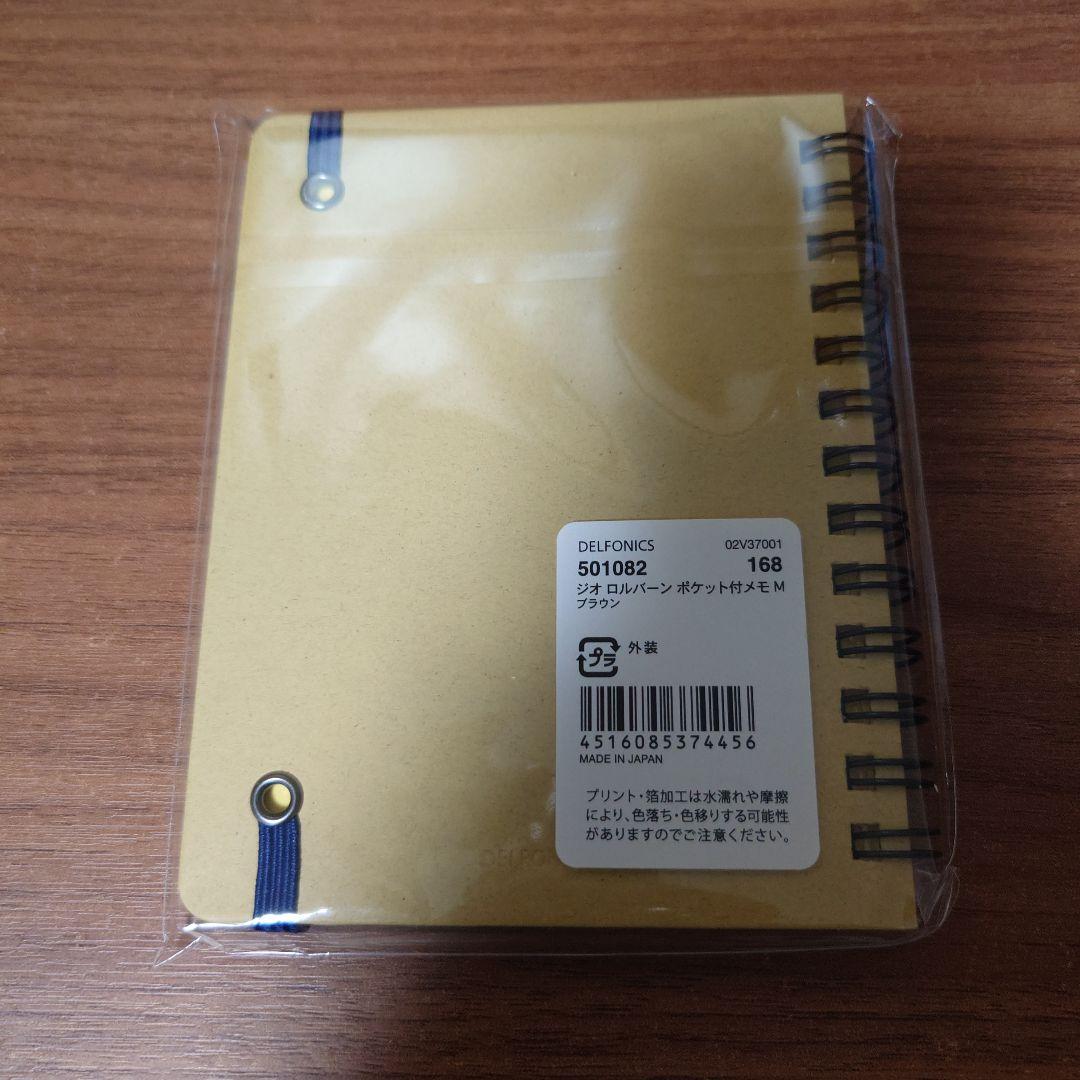 DELFONICS 02V37001
501082 168
ジオ ロルバーン ポケット付メモ M
ブラウン
プラ 外装
4516085374456
MADE IN JAPAN
プリント・箔加工は水濡れや摩擦
により、色落ち・色移りする可能性
がありますのでご注意ください。